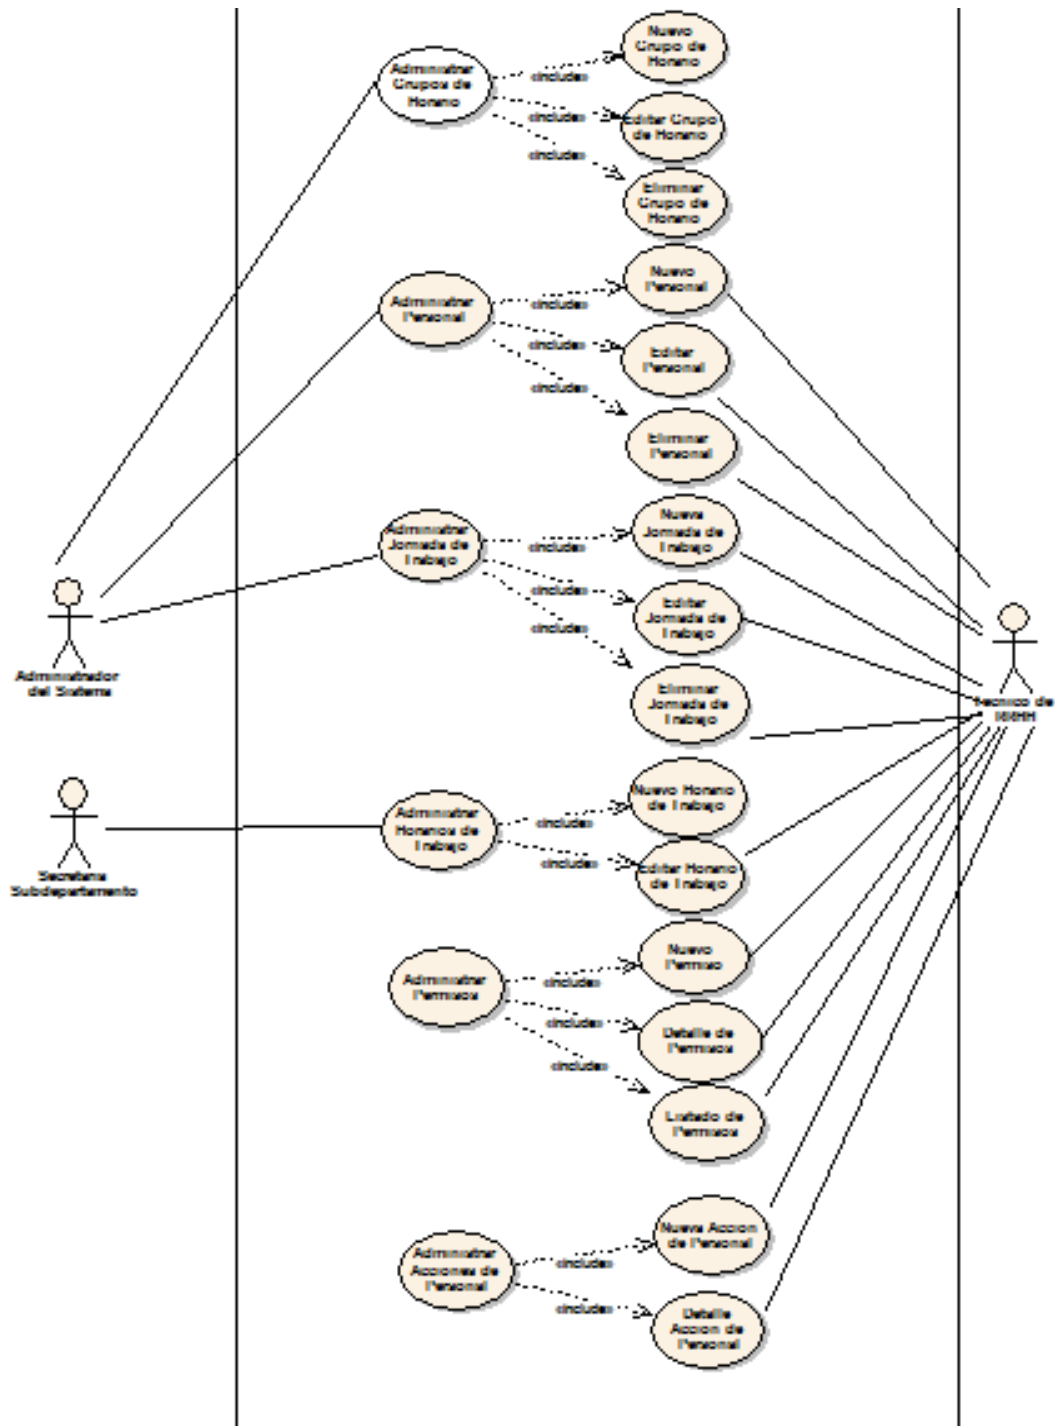 Nuevo
Grupo de
Horario
Administrar
Grupos de
Horario
«include»
«include»
Editar Grupo
de Horario
«include»
Eliminar
Grupo de
Horario
Nuevo
Personal
Administrar
Personal
«include»
«include»
Editar
Personal
«include»
Eliminar
Personal
Nueva
Jornada de
Trabajo
Administrar
Jornada de
Trabajo
«include»
«include»
Editar
Jornada de
Trabajo
«include»
Eliminar
Jornada de
Trabajo
Administrador
del Sistema
Tecnico de
RRHH
Nuevo Horario
de Trabajo
Administrar
Horarios de
Trabajo
«include»
«include»
Editar Horario
de Trabajo
Secretaria
Subdepartamento
Nuevo
Permiso
Administrar
Permisos
«include»
«include»
Detalle de
Permisos
«include»
Listado de
Permisos
Nueva Accion
de Personal
Administrar
Acciones de
Personal
«include»
«include»
Detalle
Accion de
Personal